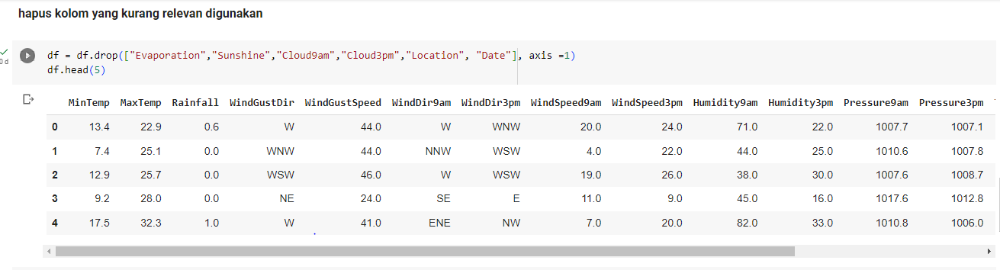 hapus kolom yang kurang relevan digunakan
0 d
df = df.drop(["Evaporation","Sunshine","Cloud9am","Cloud3pm","Location", "Date"], axis =1)
df.head(5)
MinTemp MaxTemp Rainfall WindGustDir WindGustSpeed WindDir9am WindDir3pm WindSpeed9am WindSpeed3pm Humidity9am Humidity3pm Pressure9am Pressure3pm
0 13.4 22.9 0.6 W 44.0 W WNW 20.0 24.0 71.0 22.0 1007.7 1007.1
1 7.4 25.1 0.0 WNW 44.0 NNW WSW 4.0 22.0 44.0 25.0 1010.6 1007.8
2 12.9 25.7 0.0 WSW 46.0 W WSW 19.0 26.0 38.0 30.0 1007.6 1008.7
3 9.2 28.0 0.0 NE 24.0 SE E 11.0 9.0 45.0 16.0 1017.6 1012.8
4 17.5 32.3 1.0 W 41.0 ENE NW 7.0 20.0 82.0 33.0 1010.8 1006.0